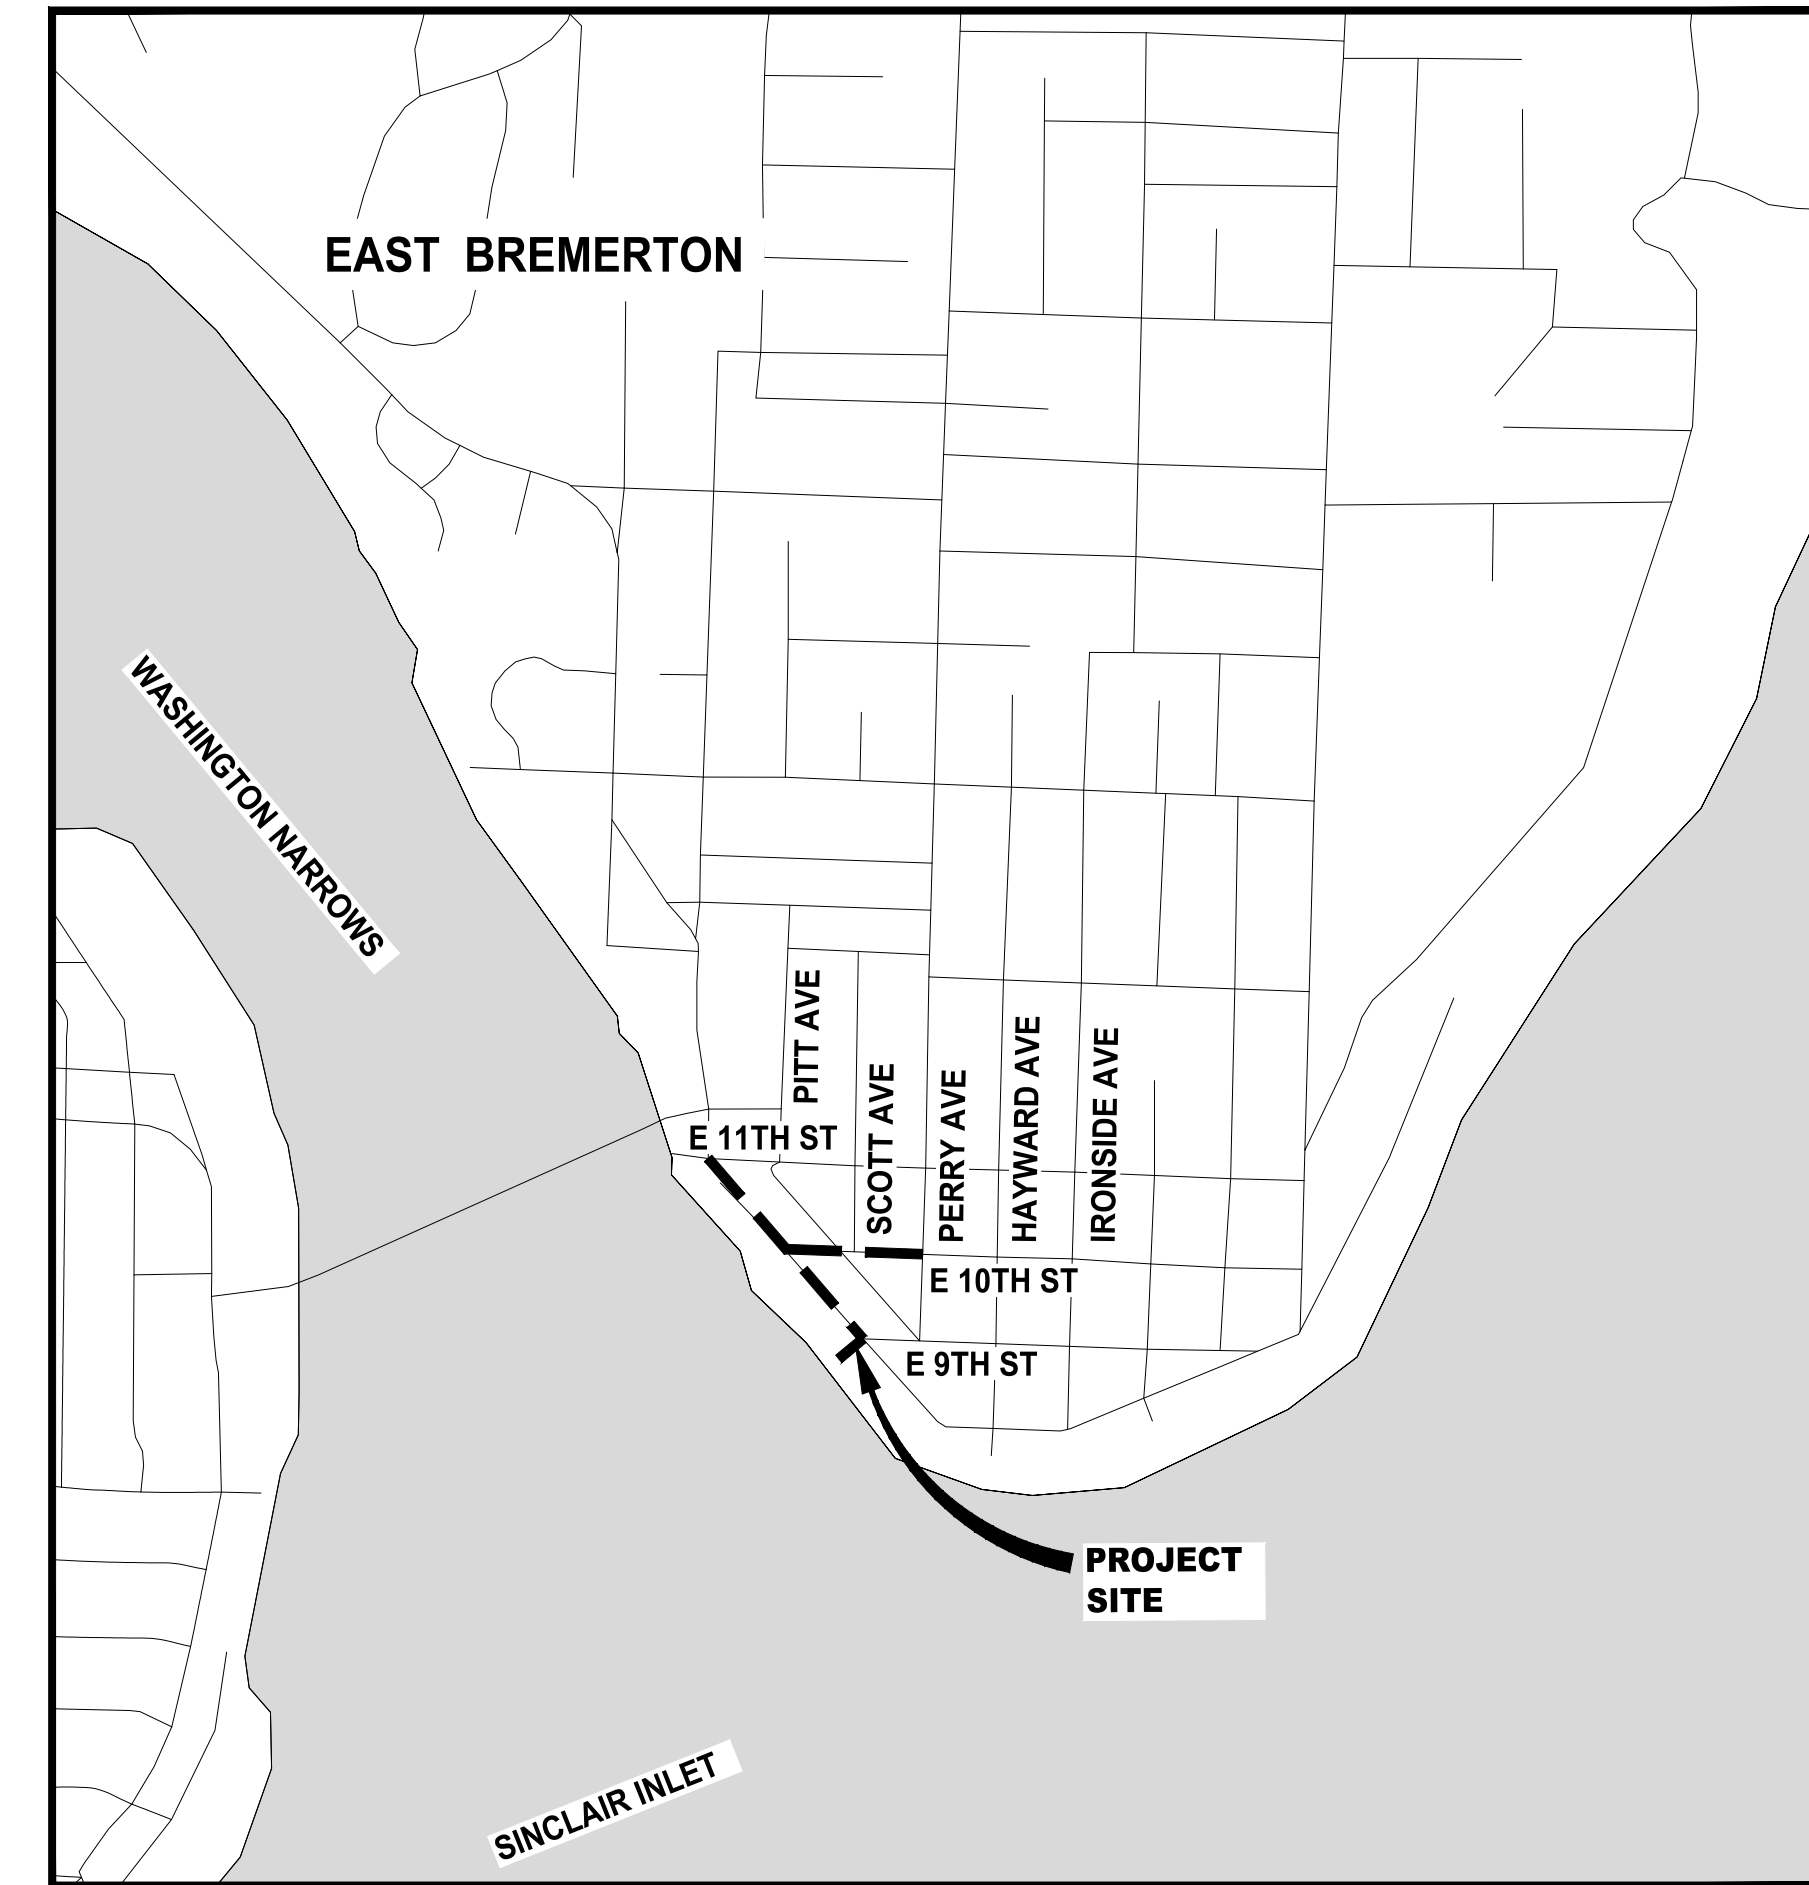 EAST BREMERTON
WASHINGTON NARROWS
PITT AVE
SCOTT AVE
PERRY AVE
HAYWARD AVE
IRONSIDE AVE
E 11TH ST
E 10TH ST
E 9TH ST
PROJECT
SITE
SINCLAIR INLET